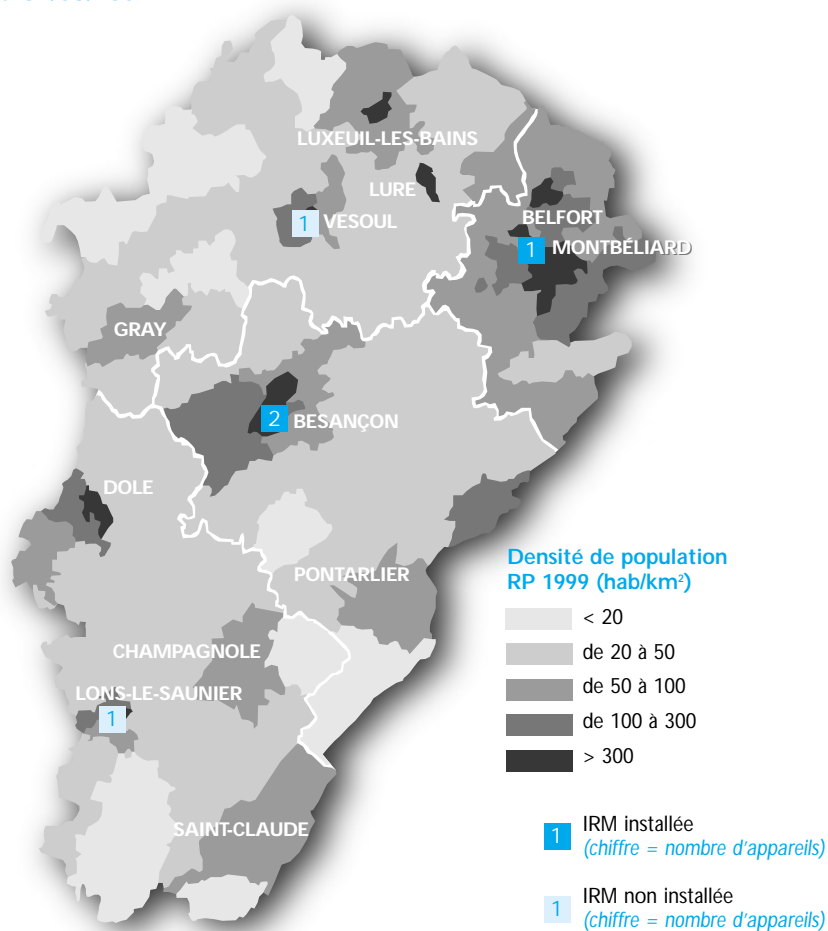 LUXEUIL-LES-BAINS
LURE
1 VESOUL
BELFORT
1 MONTBÉLIARD
GRAY
2 BESANÇON
DOLE
PONTARLIER
CHAMPAGNOLE
LONS-LE-SAUNIER
1
SAINT-CLAUDE
Densité de population
RP 1999 (hab/km²)
< 20
de 20 à 50
de 50 à 100
de 100 à 300
> 300
1 IRM installée
(chiffre = nombre d'appareils)
1 IRM non installée
(chiffre = nombre d'appareils)